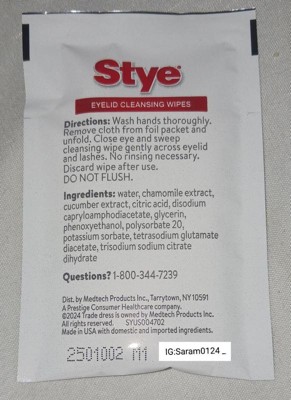 Stye®
EYELID CLEANSING WIPES
Directions: Wash hands thoroughly.
Remove cloth from foil packet and
unfold. Close eye and sweep
cleansing wipe gently across eyelid
and lashes. No rinsing necessary.
Discard wipe after use.
DO NOT FLUSH.
Ingredients: water, chamomile extract,
cucumber extract, citric acid, disodium
capryloamphodiacetate, glycerin,
phenoxyethanol, polysorbate 20,
potassium sorbate, tetrasodium glutamate
diacetate, trisodium sodium citrate
dihydrate
Questions? 1-800-344-7239
Dist. by Medtech Products Inc., Tarrytown, NY 10591
A Prestige Consumer Healthcare company.
©2024 Trade dress is owned by Medtech Products Inc.
All rights reserved. SYUS004702
Made in USA with domestic and imported ingredients.
2501002 M1
IG:Saram0124_